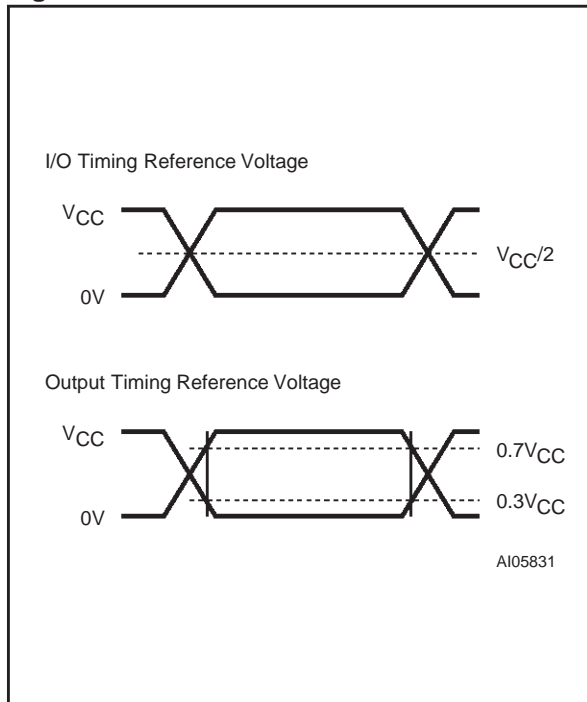 I/O Timing Reference Voltage
VCC
VCC/2
0V
Output Timing Reference Voltage
VCC
0.7VCC
0.3VCC
0V
AI05831